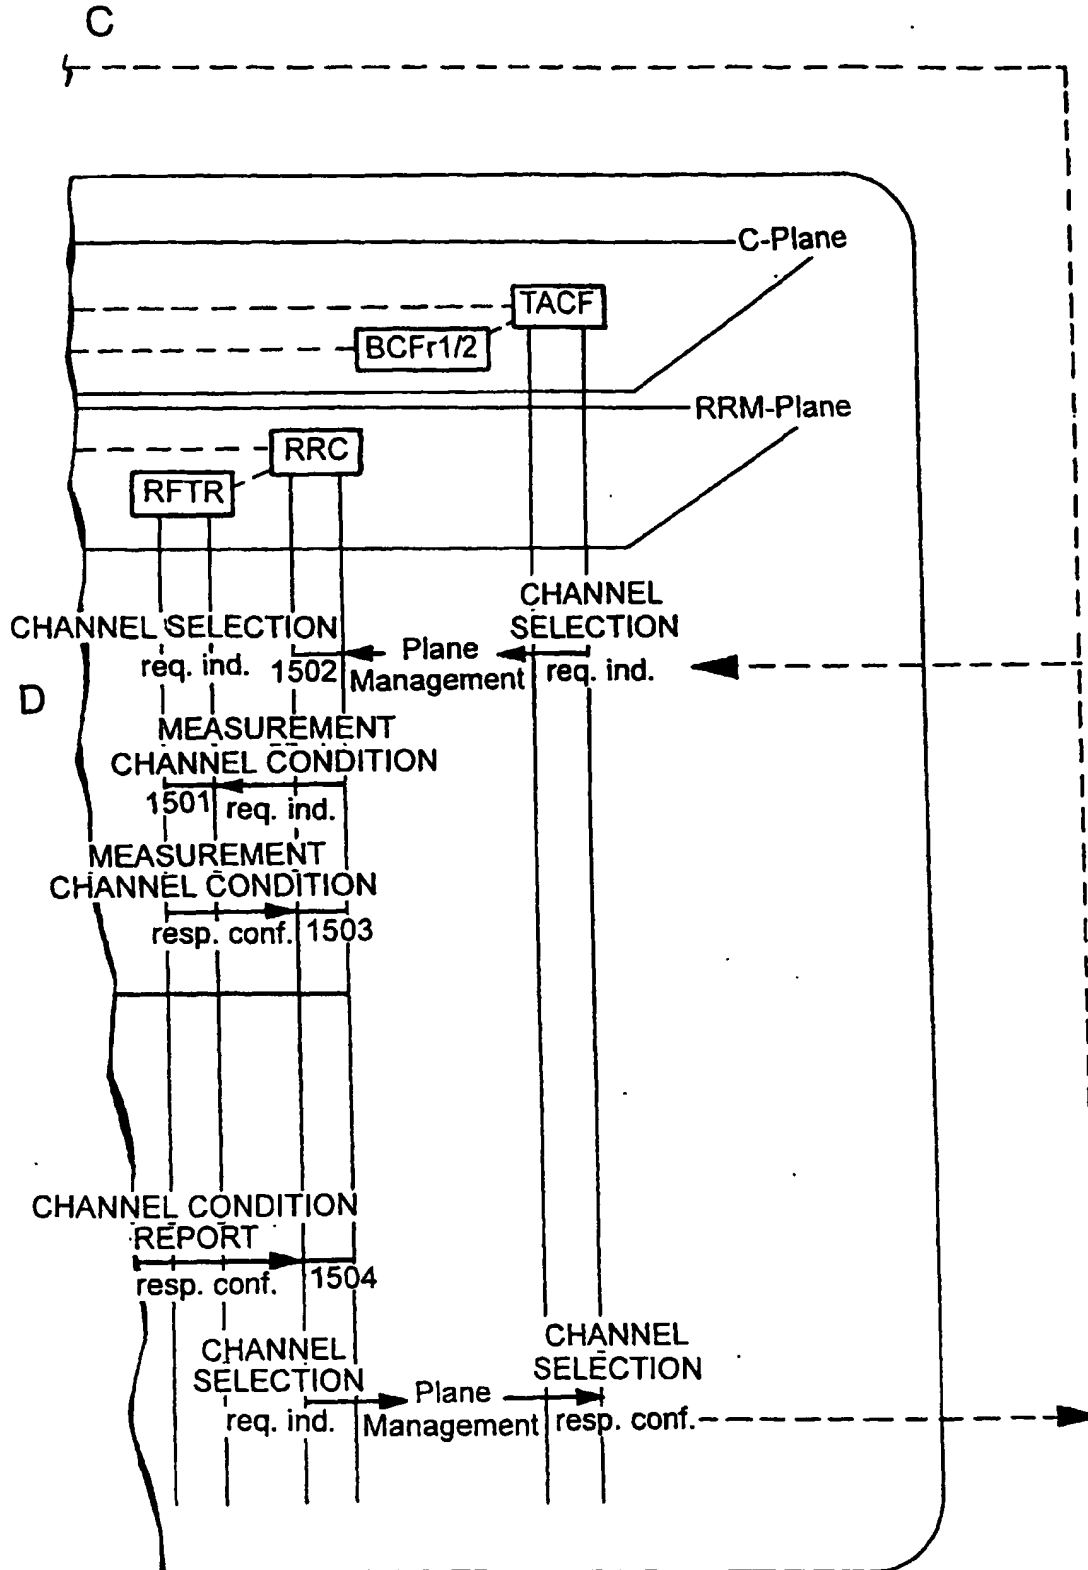 C
C-Plane
TACF
BCFr1/2
RRM-Plane
RRC
RFTR
CHANNEL
SELECTION
CHANNEL SELECTION
Plane
Management
req. ind.
1502
req. ind.
D
MEASUREMENT
CHANNEL CONDITION
1501
req. ind.
MEASUREMENT
CHANNEL CONDITION
resp. conf.
1503
CHANNEL CONDITION
REPORT
resp. conf.
1504
CHANNEL
SELECTION
CHANNEL
SELECTION
Plane
Management
req. ind.
resp. conf.